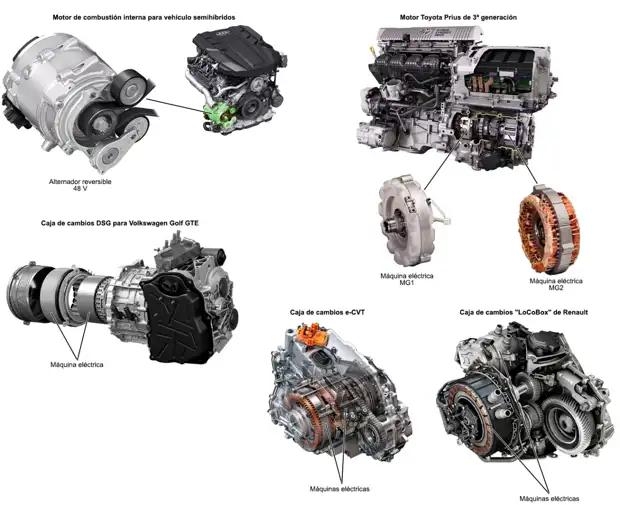 Motor de combustión interna para vehículo semihíbridos
Motor Toyota Prius de 3ª generación
Alternador reversible
48 V
Caja de cambios DSG para Volkswagen Golf GTE
Máquina eléctrica
MG1
Máquina eléctrica
MG2
Máquina eléctrica
Caja de cambios e-CVT
Caja de cambios "LoCoBox" de Renault
Máquinas eléctricas
Máquinas eléctricas